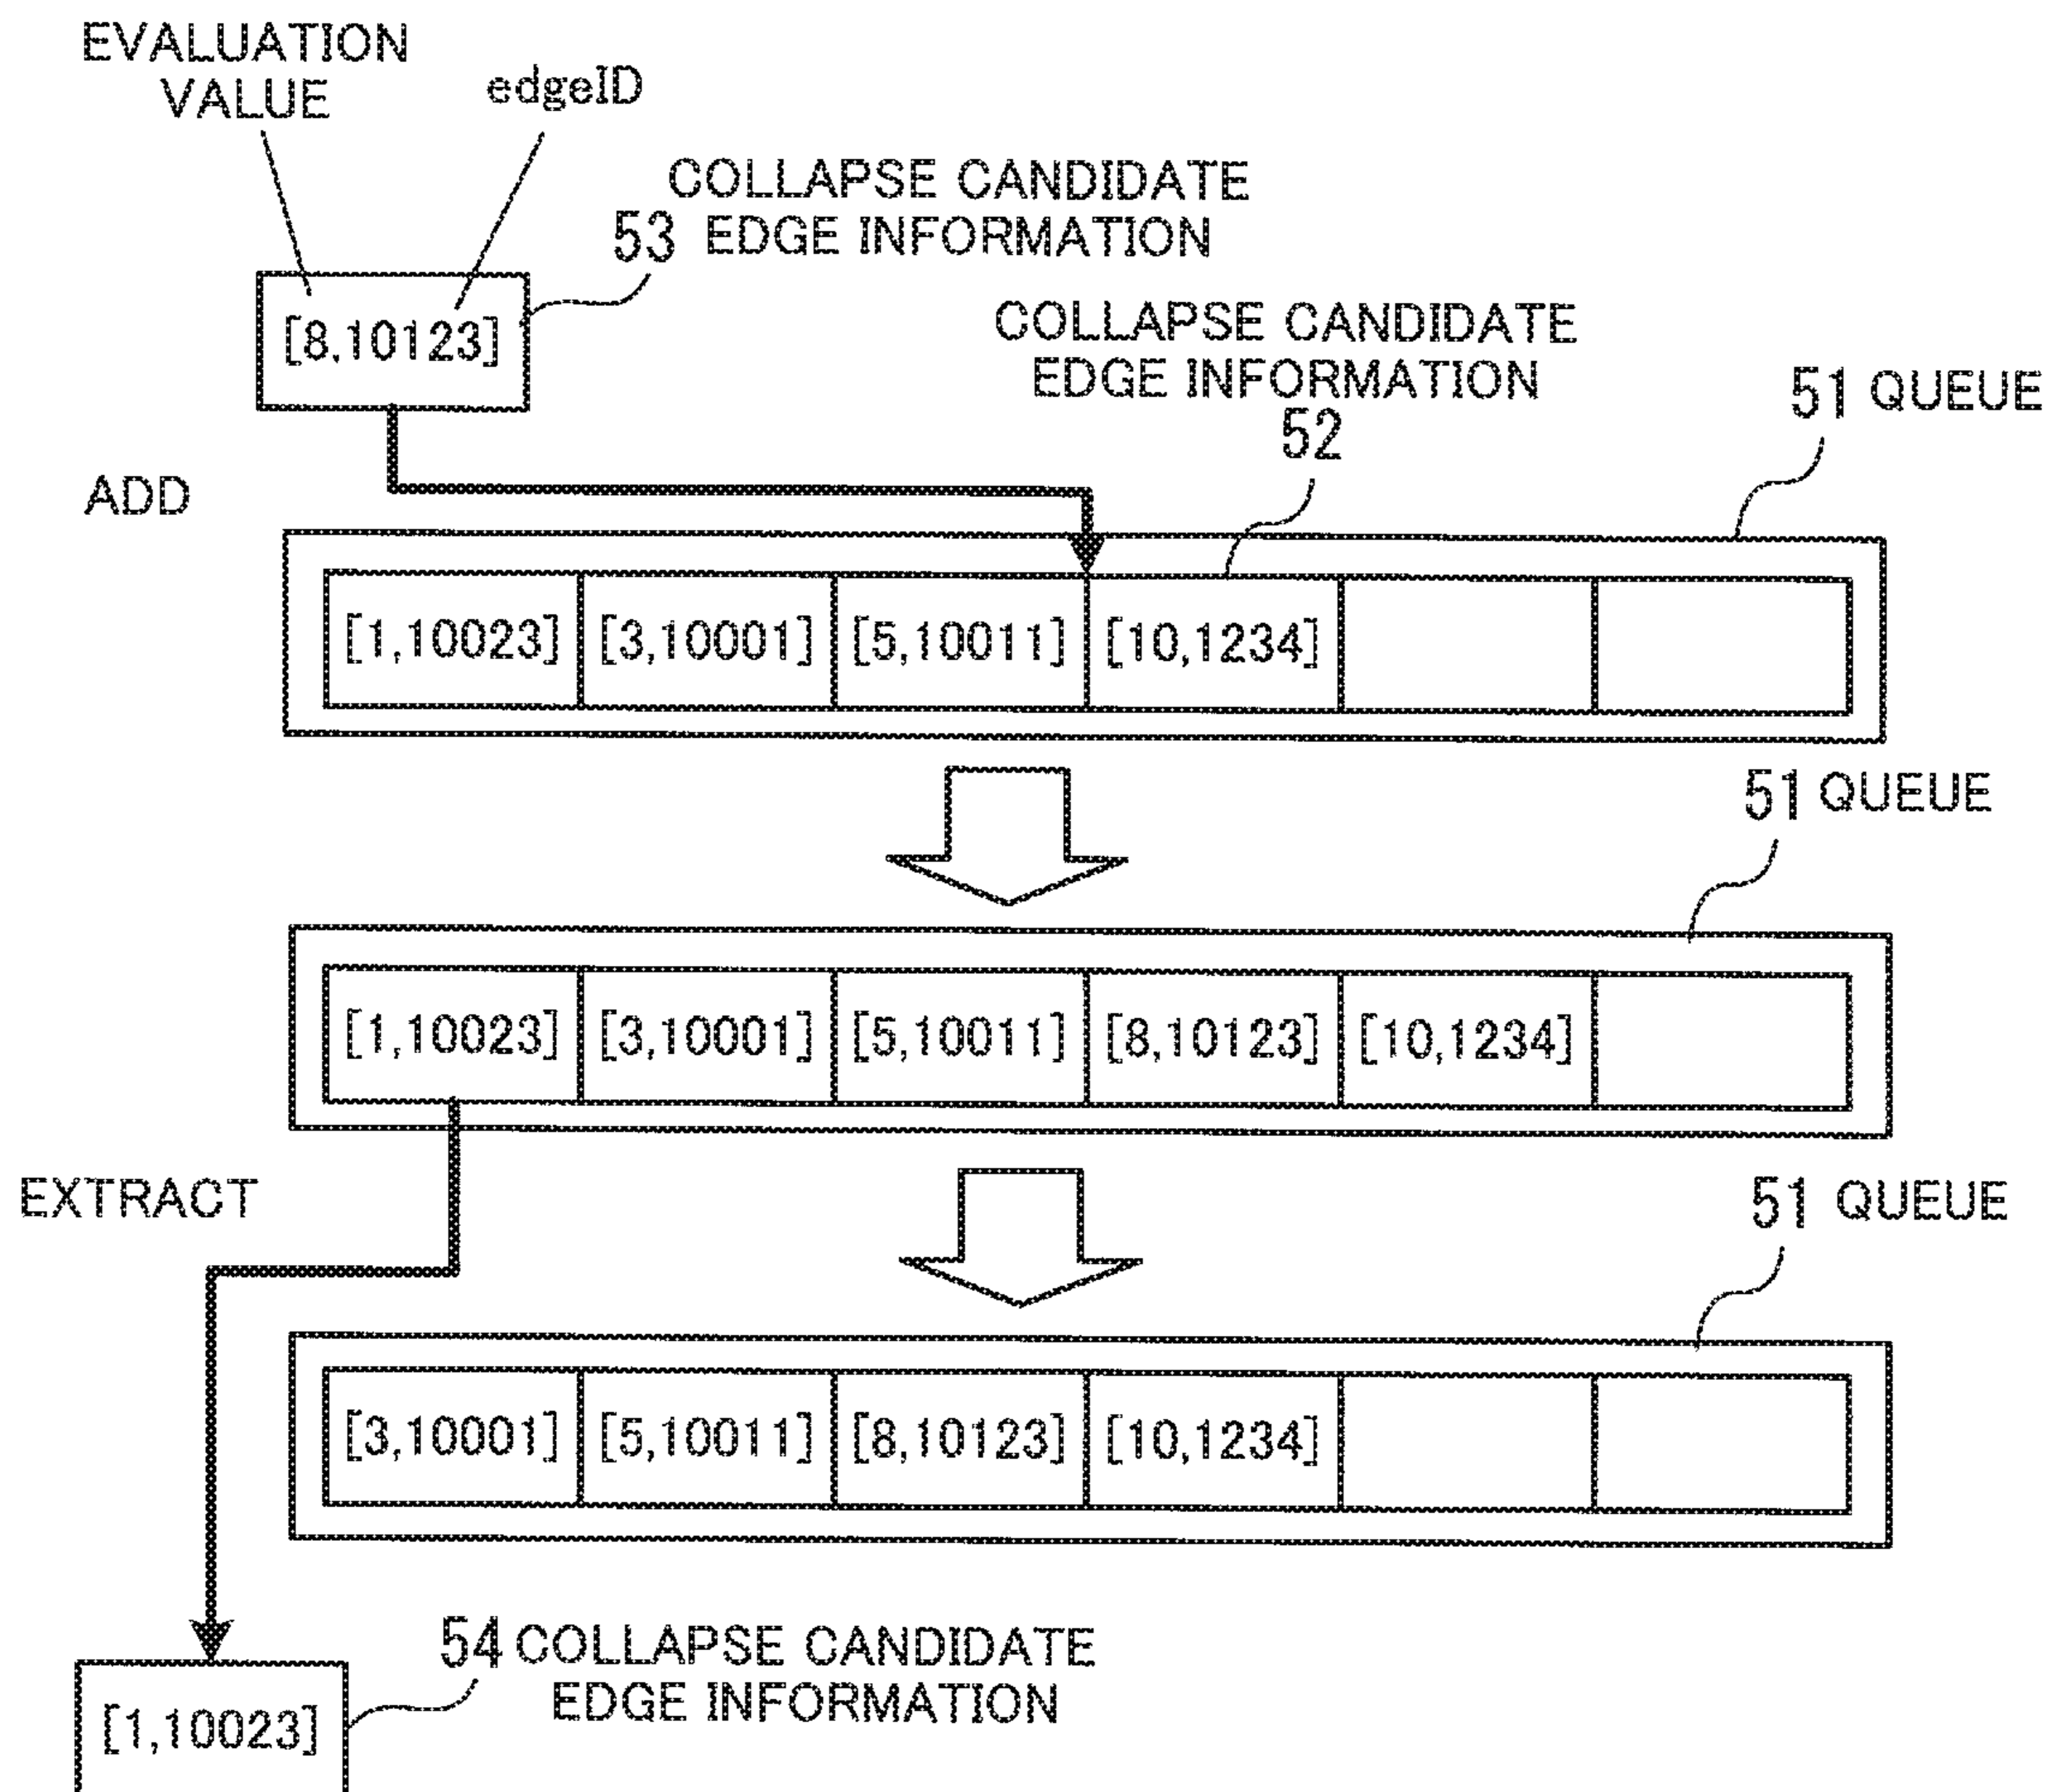 EVALUATION
VALUE
edgeID
COLLAPSE CANDIDATE
53 EDGE INFORMATION
[8,10123]
COLLAPSE CANDIDATE
EDGE INFORMATION
52
51 QUEUE
ADD
[1,10023] [3,10001] [5,10011] [10,1234]
51 QUEUE
[1,10023] [3,10001] [5,10011] [8,10123] [10,1234]
EXTRACT
51 QUEUE
[3,10001] [5,10011] [8,10123] [10,1234]
54 COLLAPSE CANDIDATE
EDGE INFORMATION
[1,10023]